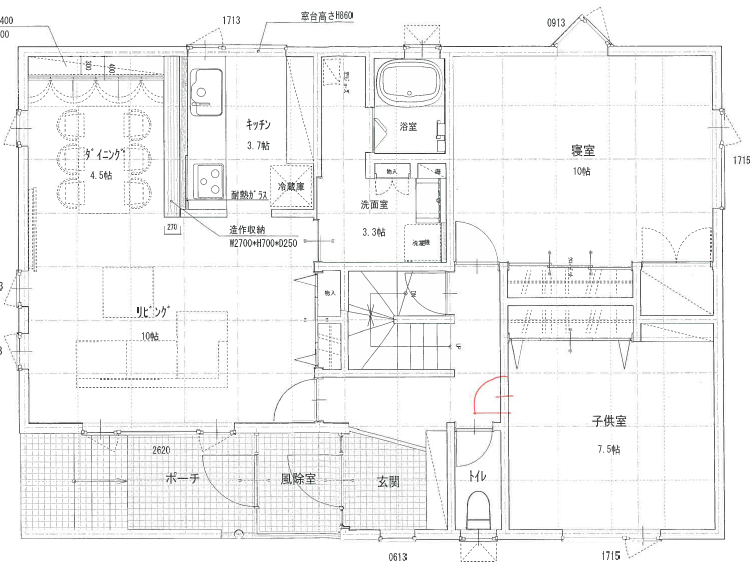 400
00
1713
窓台高さH860
0913
300
400
キッチン
3.7帖
浴室
寝室
10帖
1715
ダイニング
4.5帖
冷蔵庫
耐熱ガラス
物入
洗面室
3.3帖
洗濯機
270
造作収納
W2700*H700*D250
3
物入
リビング
10帖
UP
3
子供室
7.5帖
2620
ポーチ
風除室
玄関
トイレ
0613
1715